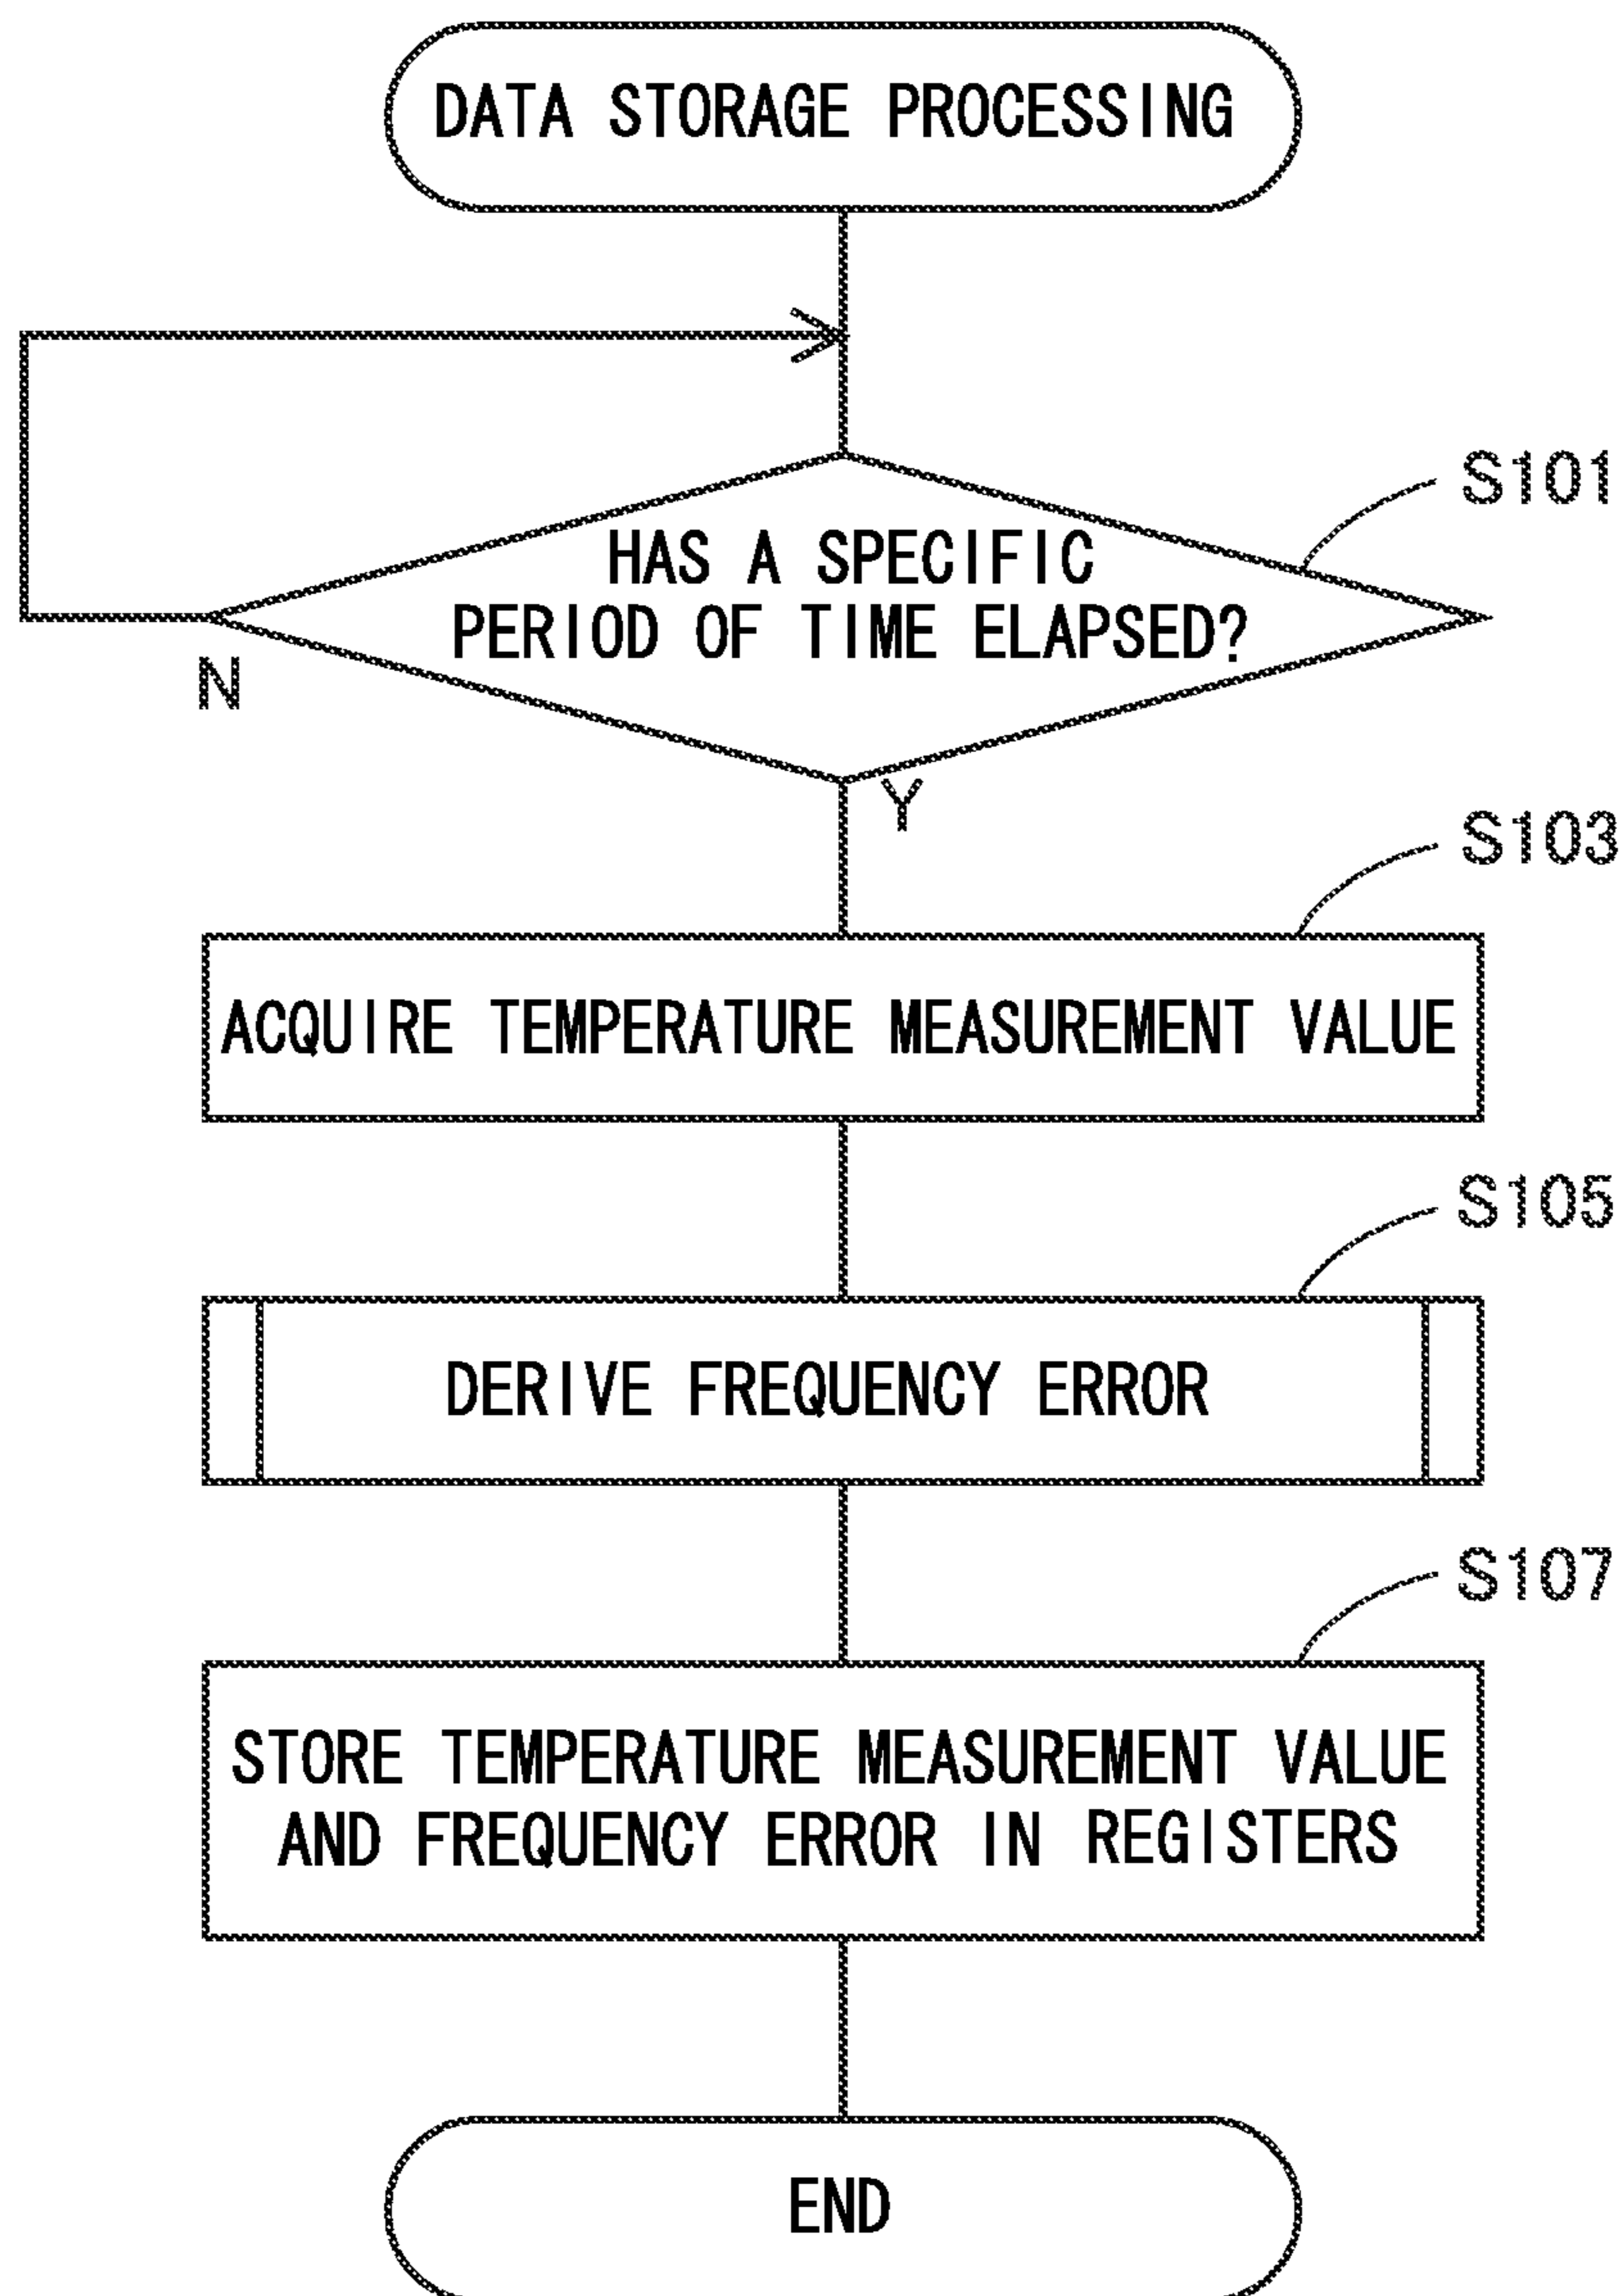 DATA STORAGE PROCESSING
S101
HAS A SPECIFIC
PERIOD OF TIME ELAPSED?
N
Y
S103
ACQUIRE TEMPERATURE MEASUREMENT VALUE
S105
DERIVE FREQUENCY ERROR
S107
STORE TEMPERATURE MEASUREMENT VALUE
AND FREQUENCY ERROR IN REGISTERS
END